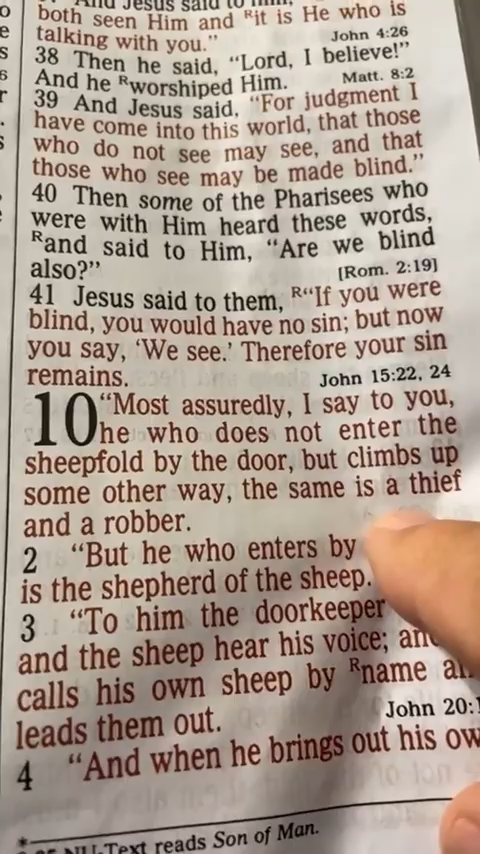 And Jesus said to him,
both seen Him and Rit is He who is
talking with you.” John 4:26
38 Then he said, “Lord, I believe!”
And he Rworshiped Him. Matt. 8:2
39 And Jesus said, “For judgment I
have come into this world, that those
who do not see may see, and that
those who see may be made blind.”
40 Then some of the Pharisees who
were with Him heard these words,
Rand said to Him, “Are we blind
also?” [Rom. 2:19]
41 Jesus said to them, R“If you were
blind, you would have no sin; but now
you say, ‘We see.’ Therefore your sin
remains. John 15:22, 24
10 “Most assuredly, I say to you,
he who does not enter the
sheepfold by the door, but climbs up
some other way, the same is a thief
and a robber.
2 “But he who enters by
is the shepherd of the sheep.
3 “To him the doorkeeper
and the sheep hear his voice; and
calls his own sheep by Rname
leads them out. John 20:
4 “And when he brings out his
* NU-Text reads Son of Man.